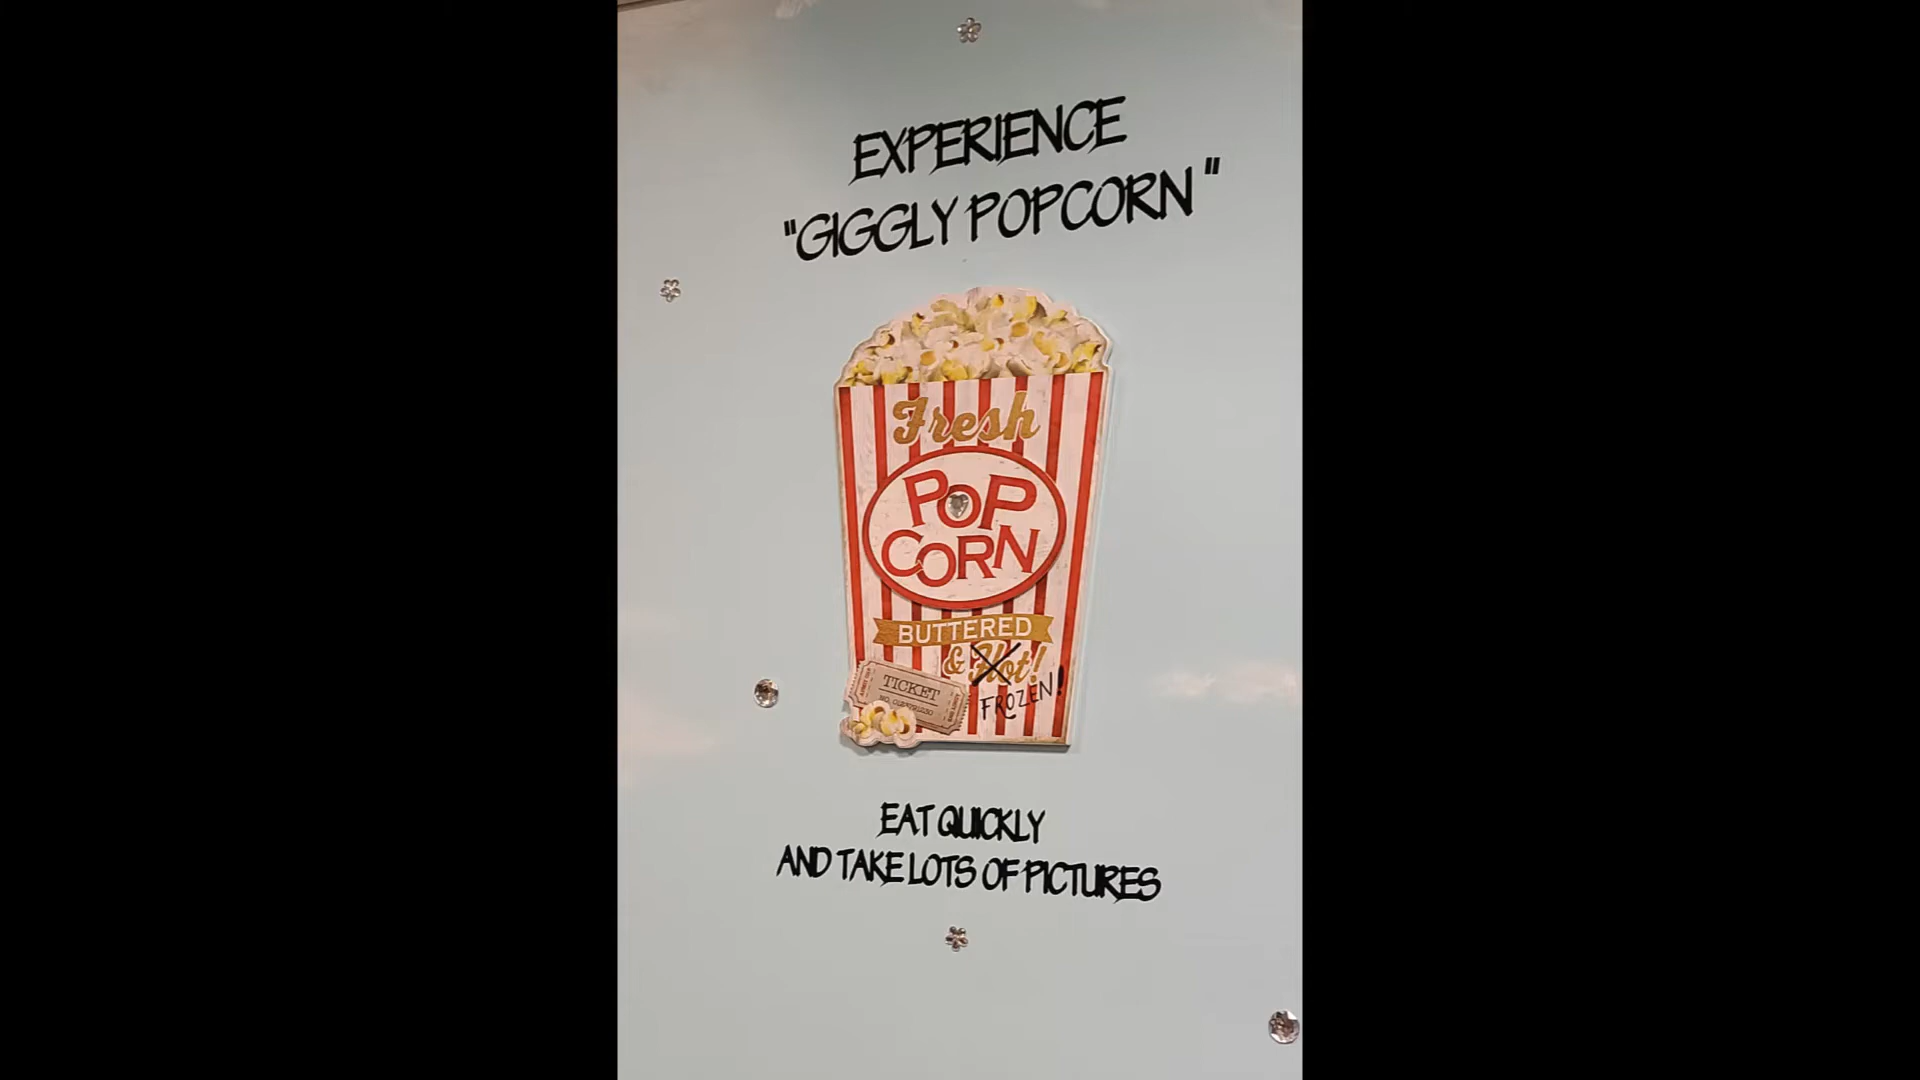 EXPERIENCE
"GIGGLY POPCORN"
Fresh
POP
CORN
BUTTERED
& Hot!
FROZEN!
TICKET
EAT QUICKLY
AND TAKE LOTS OF PICTURES